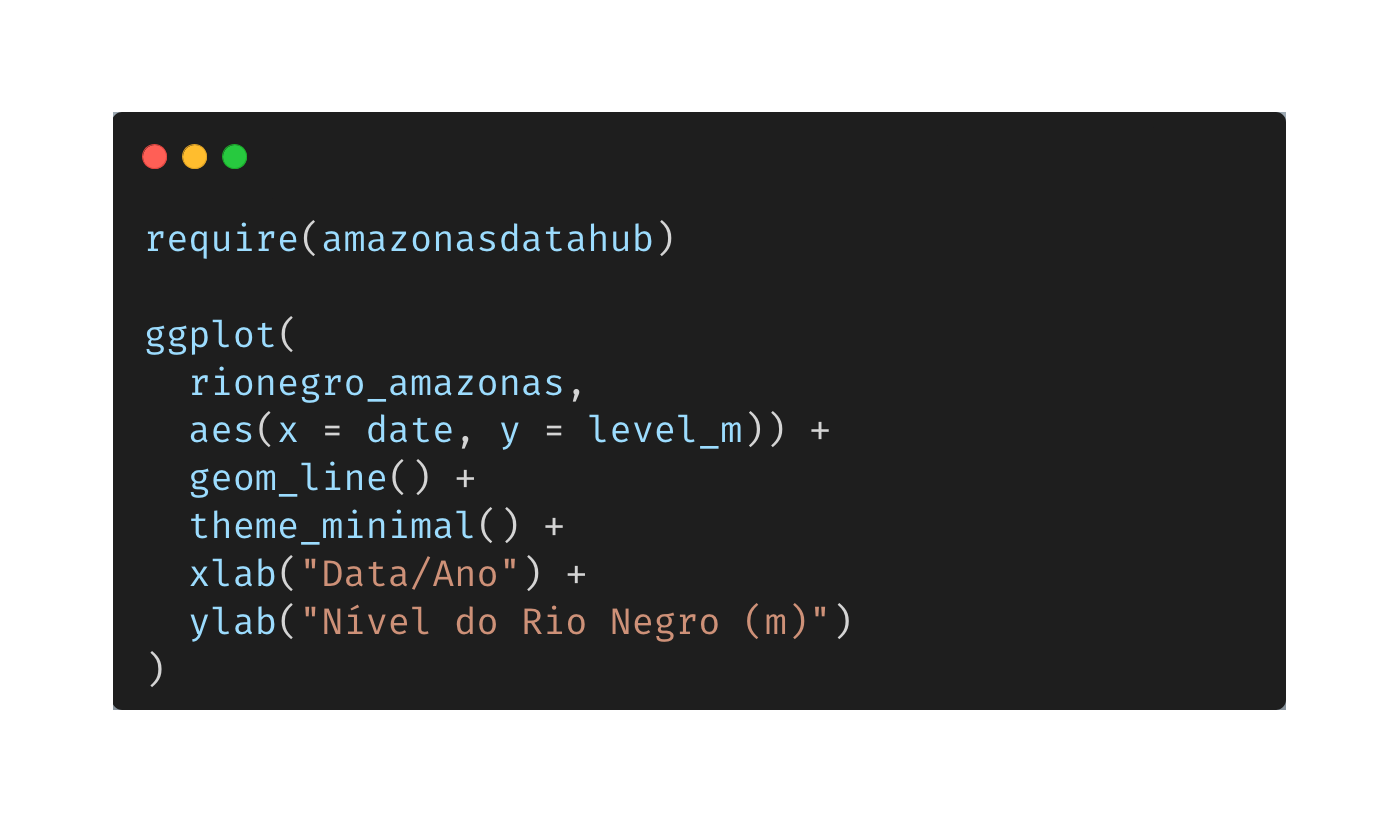 require(amazonasdatahub)

ggplot(
  rionegro_amazonas,
  aes(x = date, y = level_m)) +
  geom_line() +
  theme_minimal() +
  xlab("Data/Ano") +
  ylab("Nível do Rio Negro (m)")
)